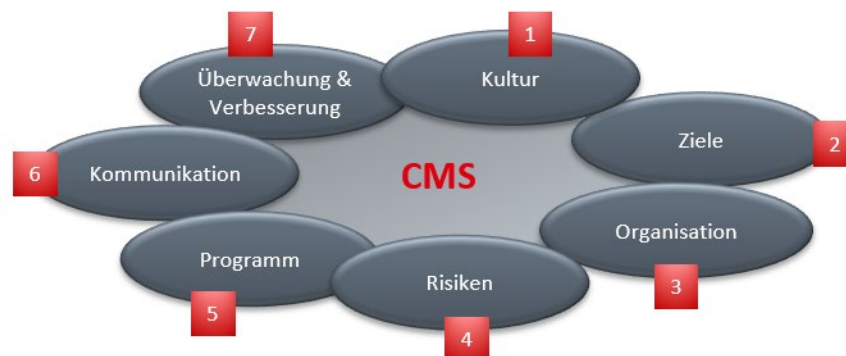 1
Kultur
2
Ziele
3
Organisation
4
Risiken
5
Programm
6
Kommunikation
7
Überwachung &
Verbesserung
CMS